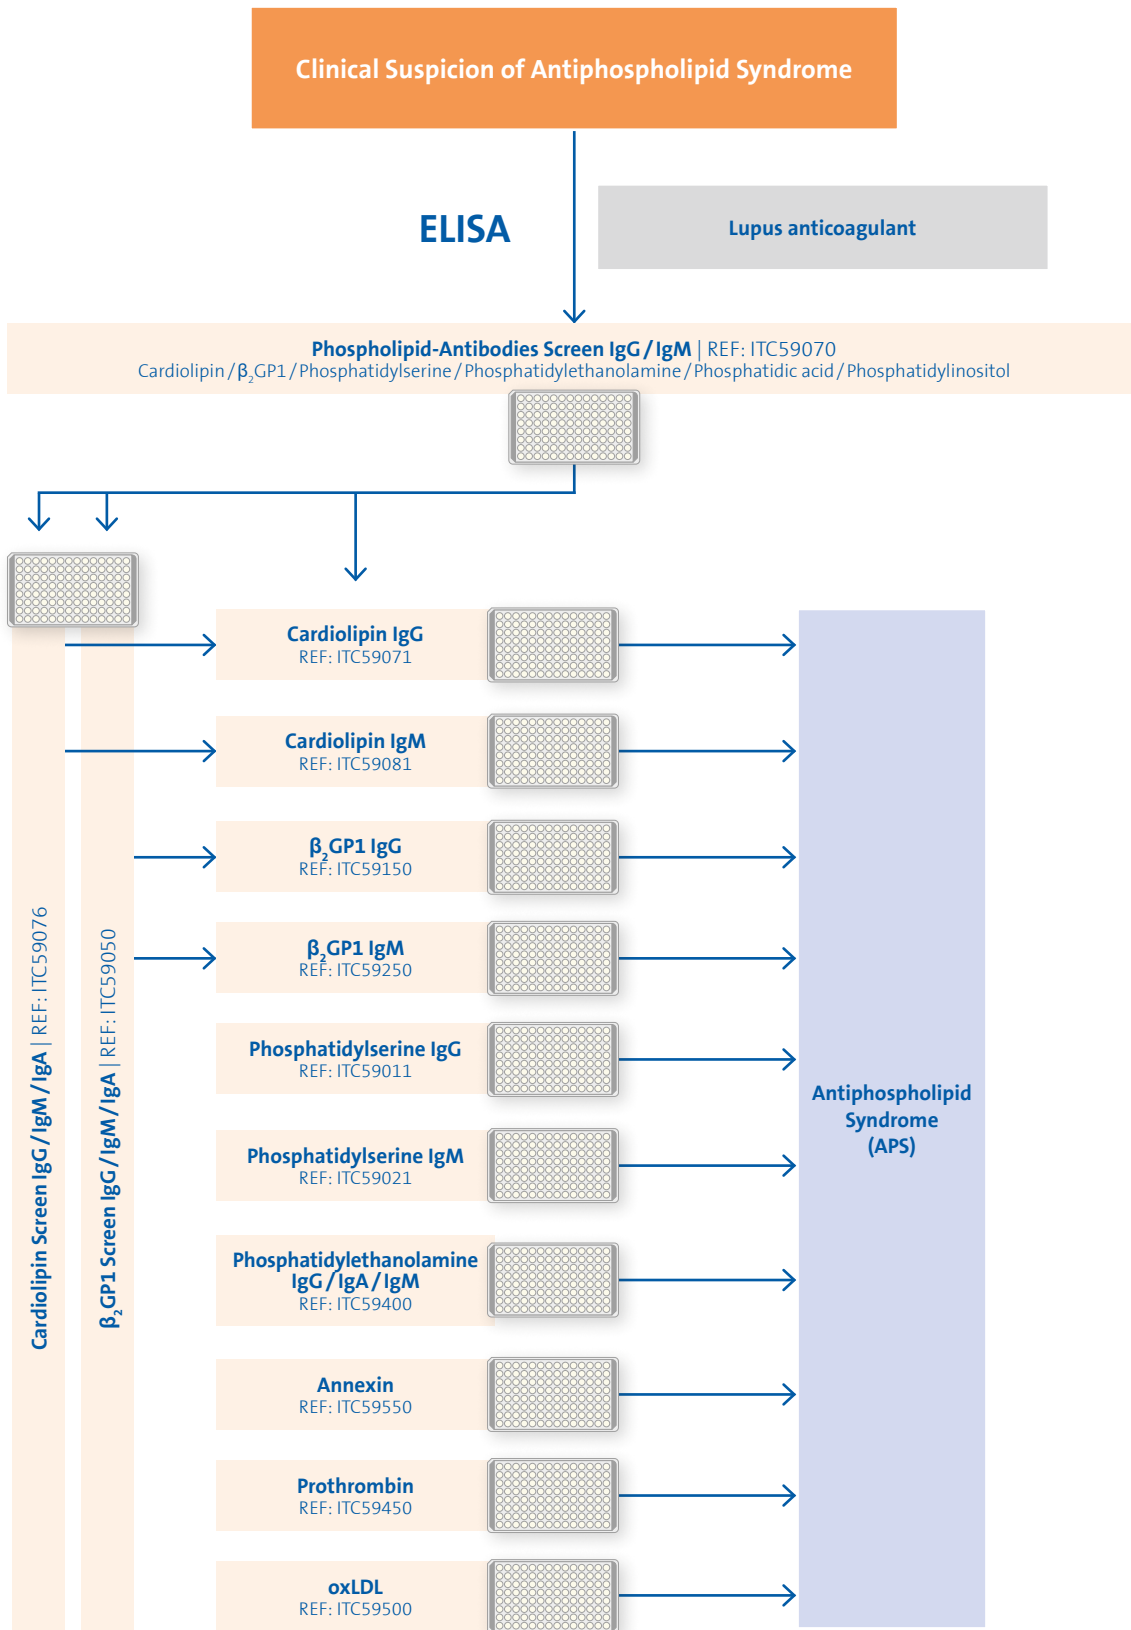 Clinical Suspicion of Antiphospholipid Syndrome
ELISA
Lupus anticoagulant
Phospholipid-Antibodies Screen IgG/IgM | REF: ITC59070
Cardiolipin/β₂GP1/Phosphatidylserine/Phosphatidylethanolamine/Phosphatidic acid/Phosphatidylinositol
Cardiolipin Screen IgG/IgM/IgA | REF: ITC59076
β₂GP1 Screen IgG/IgM/IgA | REF: ITC59050
Cardiolipin IgG
REF: ITC59071
Cardiolipin IgM
REF: ITC59081
β₂GP1 IgG
REF: ITC59150
β₂GP1 IgM
REF: ITC59250
Phosphatidylserine IgG
REF: ITC59011
Phosphatidylserine IgM
REF: ITC59021
Phosphatidylethanolamine
IgG/IgA/IgM
REF: ITC59400
Annexin
REF: ITC59550
Prothrombin
REF: ITC59450
oxLDL
REF: ITC59500
Antiphospholipid
Syndrome
(APS)